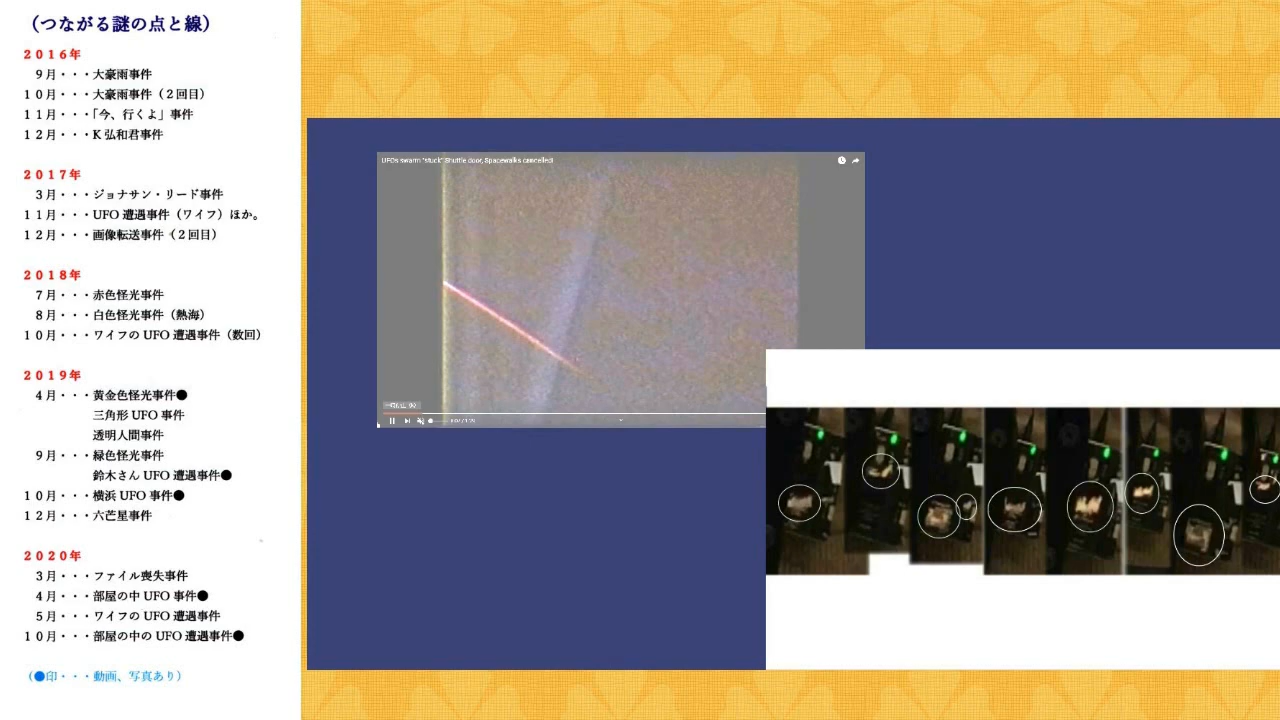 （つながる謎の点と線）
２０１６年
９月・・・大豪雨事件
１０月・・・大豪雨事件（２回目）
１１月・・・「今、行くよ」事件
１２月・・・K 弘和君事件
２０１７年
３月・・・ジョナサン・リード事件
１１月・・・UFO 遭遇事件（ワイフ）ほか。
１２月・・・画像転送事件（２回目）
２０１８年
７月・・・赤色怪光事件
８月・・・白色怪光事件（熱海）
１０月・・・ワイフの UFO 遭遇事件（数回）
２０１９年
４月・・・黄金色怪光事件●
三角形 UFO 事件
透明人間事件
９月・・・緑色怪光事件
鈴木さん UFO 遭遇事件●
１０月・・・横浜 UFO 事件●
１２月・・・六芒星事件
２０２０年
３月・・・ファイル喪失事件
４月・・・部屋の中 UFO 事件●
５月・・・ワイフの UFO 遭遇事件
１０月・・・部屋の中の UFO 遭遇事件●
（●印・・・動画、写真あり）
UFOs swarm "stuck" Shuttle door, Spacewalks cancelled!